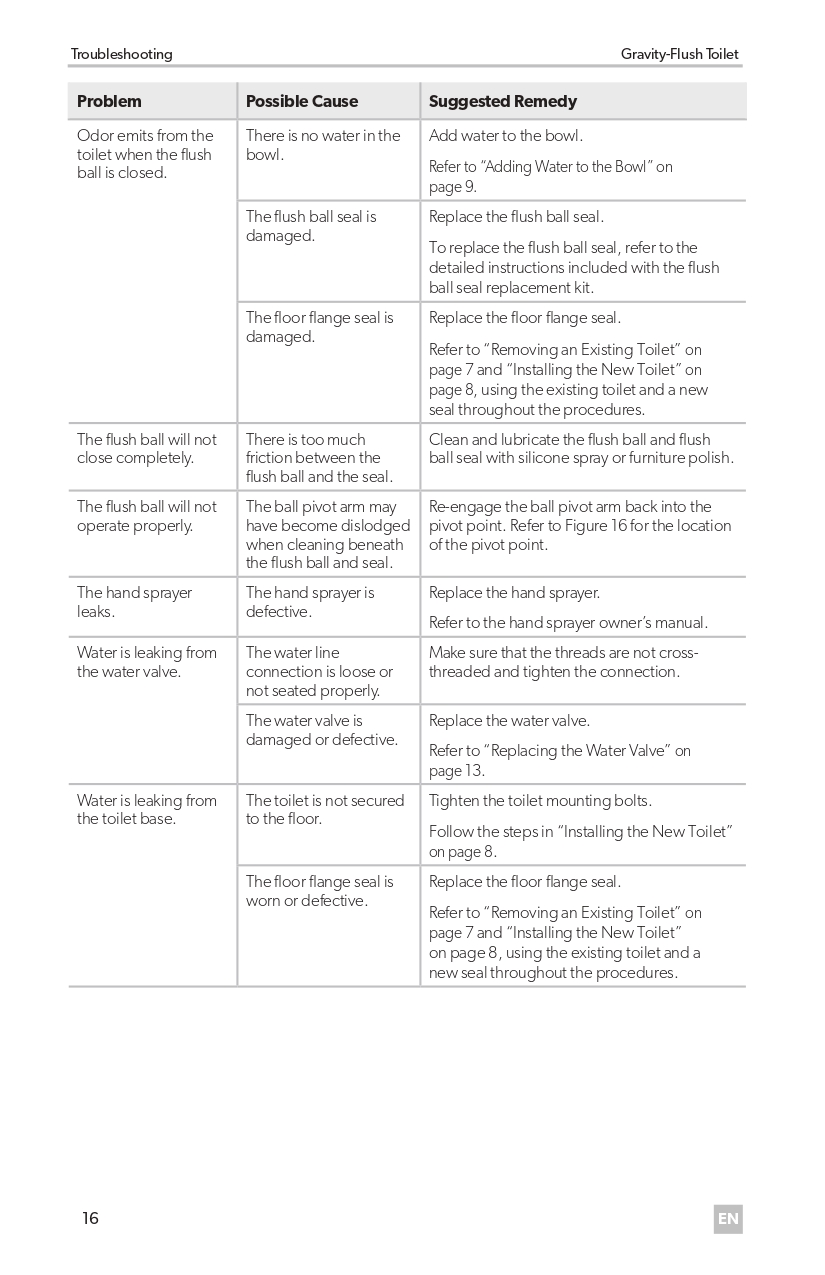 Troubleshooting
Gravity-Flush Toilet
Problem
Possible Cause
Suggested Remedy
Odor emits from the
toilet when the flush
ball is closed.
There is no water in the
bowl.
Add water to the bowl.
Refer to “Adding Water to the Bowl” on
page 9.
The flush ball seal is
damaged.
Replace the flush ball seal.
To replace the flush ball seal, refer to the
detailed instructions included with the flush
ball seal replacement kit.
The floor flange seal is
damaged.
Replace the floor flange seal.
Refer to “Removing an Existing Toilet” on
page 7 and “Installing the New Toilet” on
page 8, using the existing toilet and a new
seal throughout the procedures.
The flush ball will not
close completely.
There is too much
friction between the
flush ball and the seal.
Clean and lubricate the flush ball and flush
ball seal with silicone spray or furniture polish.
The flush ball will not
operate properly.
The ball pivot arm may
have become dislodged
when cleaning beneath
the flush ball and seal.
Re-engage the ball pivot arm back into the
pivot point. Refer to Figure 16 for the location
of the pivot point.
The hand sprayer
leaks.
The hand sprayer is
defective.
Replace the hand sprayer.
Refer to the hand sprayer owner’s manual.
Water is leaking from
the water valve.
The water line
connection is loose or
not seated properly.
Make sure that the threads are not cross-
threaded and tighten the connection.
The water valve is
damaged or defective.
Replace the water valve.
Refer to “Replacing the Water Valve” on
page 13.
Water is leaking from
the toilet base.
The toilet is not secured
to the floor.
Tighten the toilet mounting bolts.
Follow the steps in “Installing the New Toilet”
on page 8.
The floor flange seal is
worn or defective.
Replace the floor flange seal.
Refer to “Removing an Existing Toilet” on
page 7 and “Installing the New Toilet”
on page 8, using the existing toilet and a
new seal throughout the procedures.
16
EN